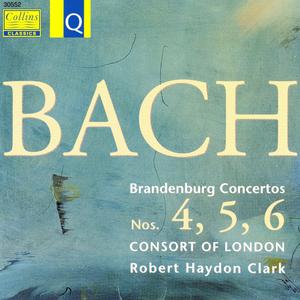 30552
Collins
CLASSICS
Q
BACH
Brandenburg Concertos
Nos. 4, 5, 6
CONSORT OF LONDON
Robert Haydon Clark